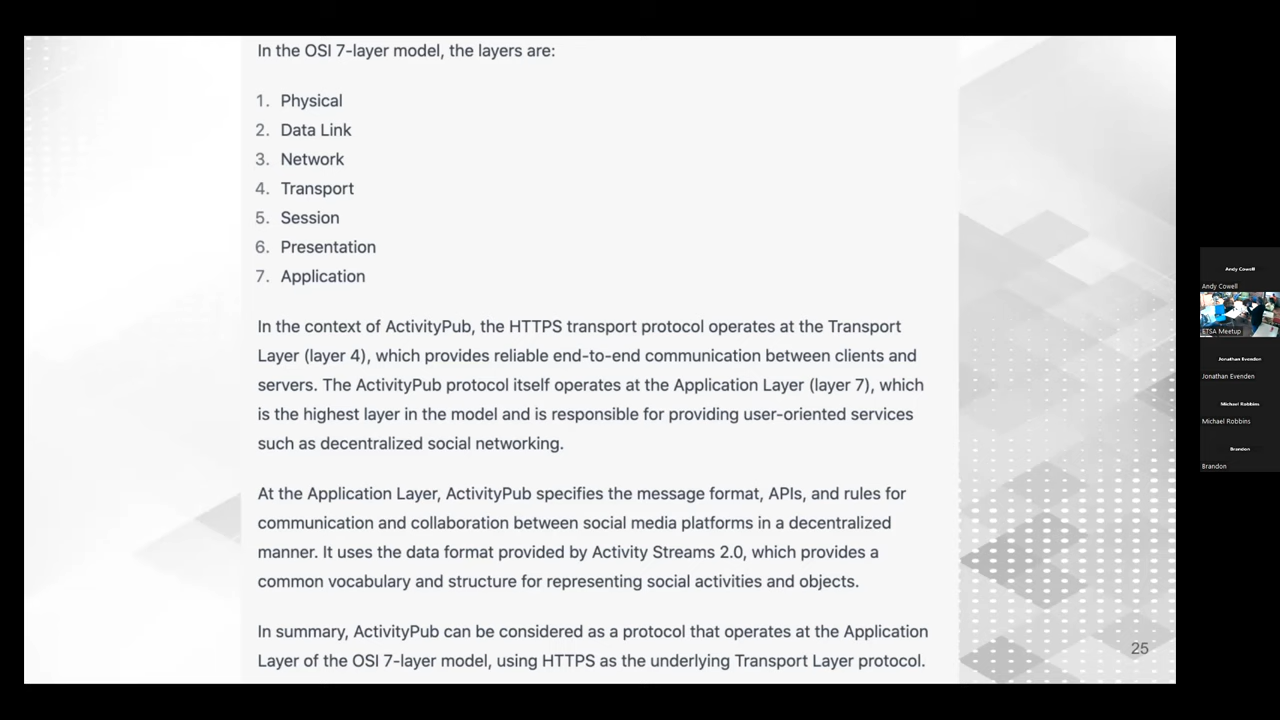 In the OSI 7-layer model, the layers are:
1. Physical
2. Data Link
3. Network
4. Transport
5. Session
6. Presentation
7. Application
In the context of ActivityPub, the HTTPS transport protocol operates at the Transport
Layer (layer 4), which provides reliable end-to-end communication between clients and
servers. The ActivityPub protocol itself operates at the Application Layer (layer 7), which
is the highest layer in the model and is responsible for providing user-oriented services
such as decentralized social networking.
At the Application Layer, ActivityPub specifies the message format, APIs, and rules for
communication and collaboration between social media platforms in a decentralized
manner. It uses the data format provided by Activity Streams 2.0, which provides a
common vocabulary and structure for representing social activities and objects.
In summary, ActivityPub can be considered as a protocol that operates at the Application
Layer of the OSI 7-layer model, using HTTPS as the underlying Transport Layer protocol.
25
Andy Cowell
Andy Cowell
ETSA Meetup
Jonathan Evenden
Jonathan Evenden
Michael Robbins
Michael Robbins
Brandon
Brandon